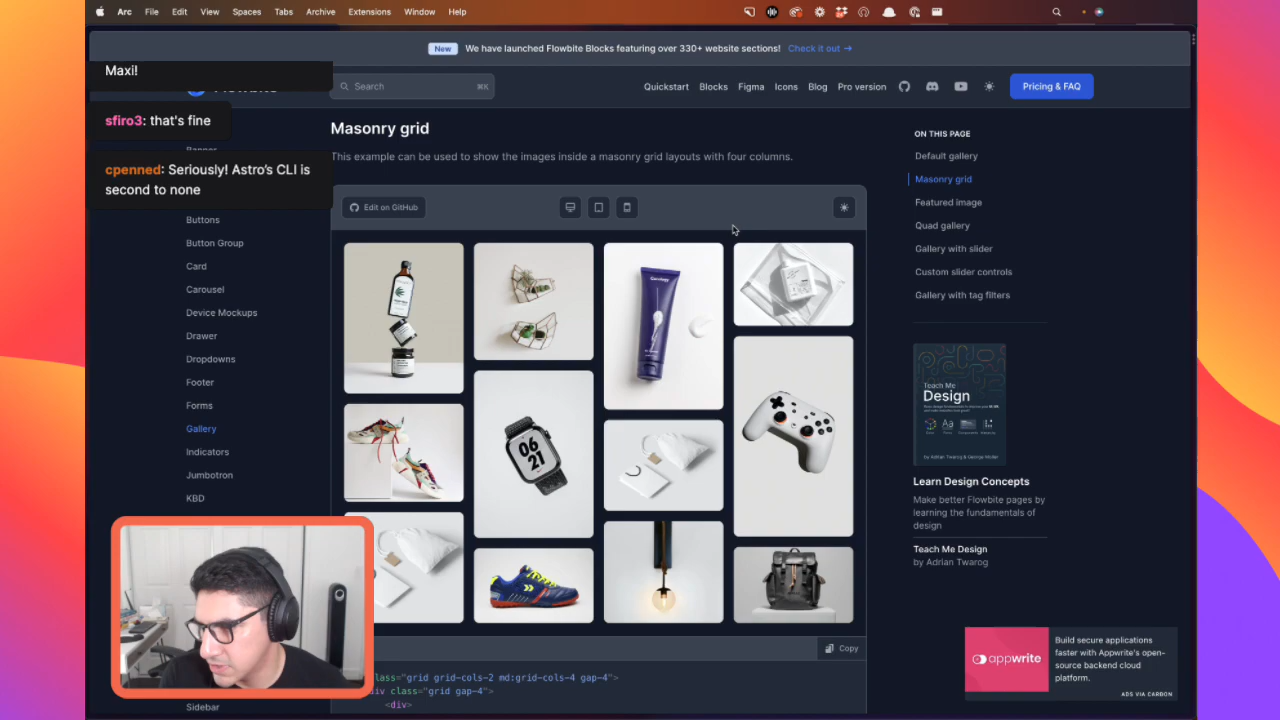 Arc File Edit View Spaces Tabs Archive Extensions Window Help
New We have launched Flowbite Blocks featuring over 330+ website sections! Check it out →
Maxi!
Search ⌘K
Quickstart Blocks Figma Icons Blog Pro version Pricing & FAQ
sfiro3: that's fine
cpenned: Seriously! Astro's CLI is
second to none
Buttons
Button Group
Card
Carousel
Device Mockups
Drawer
Dropdowns
Footer
Forms
Gallery
Indicators
Jumbotron
KBD
Sidebar
Masonry grid
This example can be used to show the images inside a masonry grid layouts with four columns.
Edit on GitHub
06
21
Copy
class="grid grid-cols-2 md:grid-cols-4 gap-4">
div class="grid gap-4">
<div>
ON THIS PAGE
Default gallery
Masonry grid
Featured image
Quad gallery
Gallery with slider
Custom slider controls
Gallery with tag filters
Teach Me
Design
by Adrian Twarog & George Moller
Learn Design Concepts
Make better Flowbite pages by
learning the fundamentals of
design
Teach Me Design
by Adrian Twarog
appwrite
Build secure applications
faster with Appwrite's open-
source backend cloud
platform.
ADS VIA CARBON